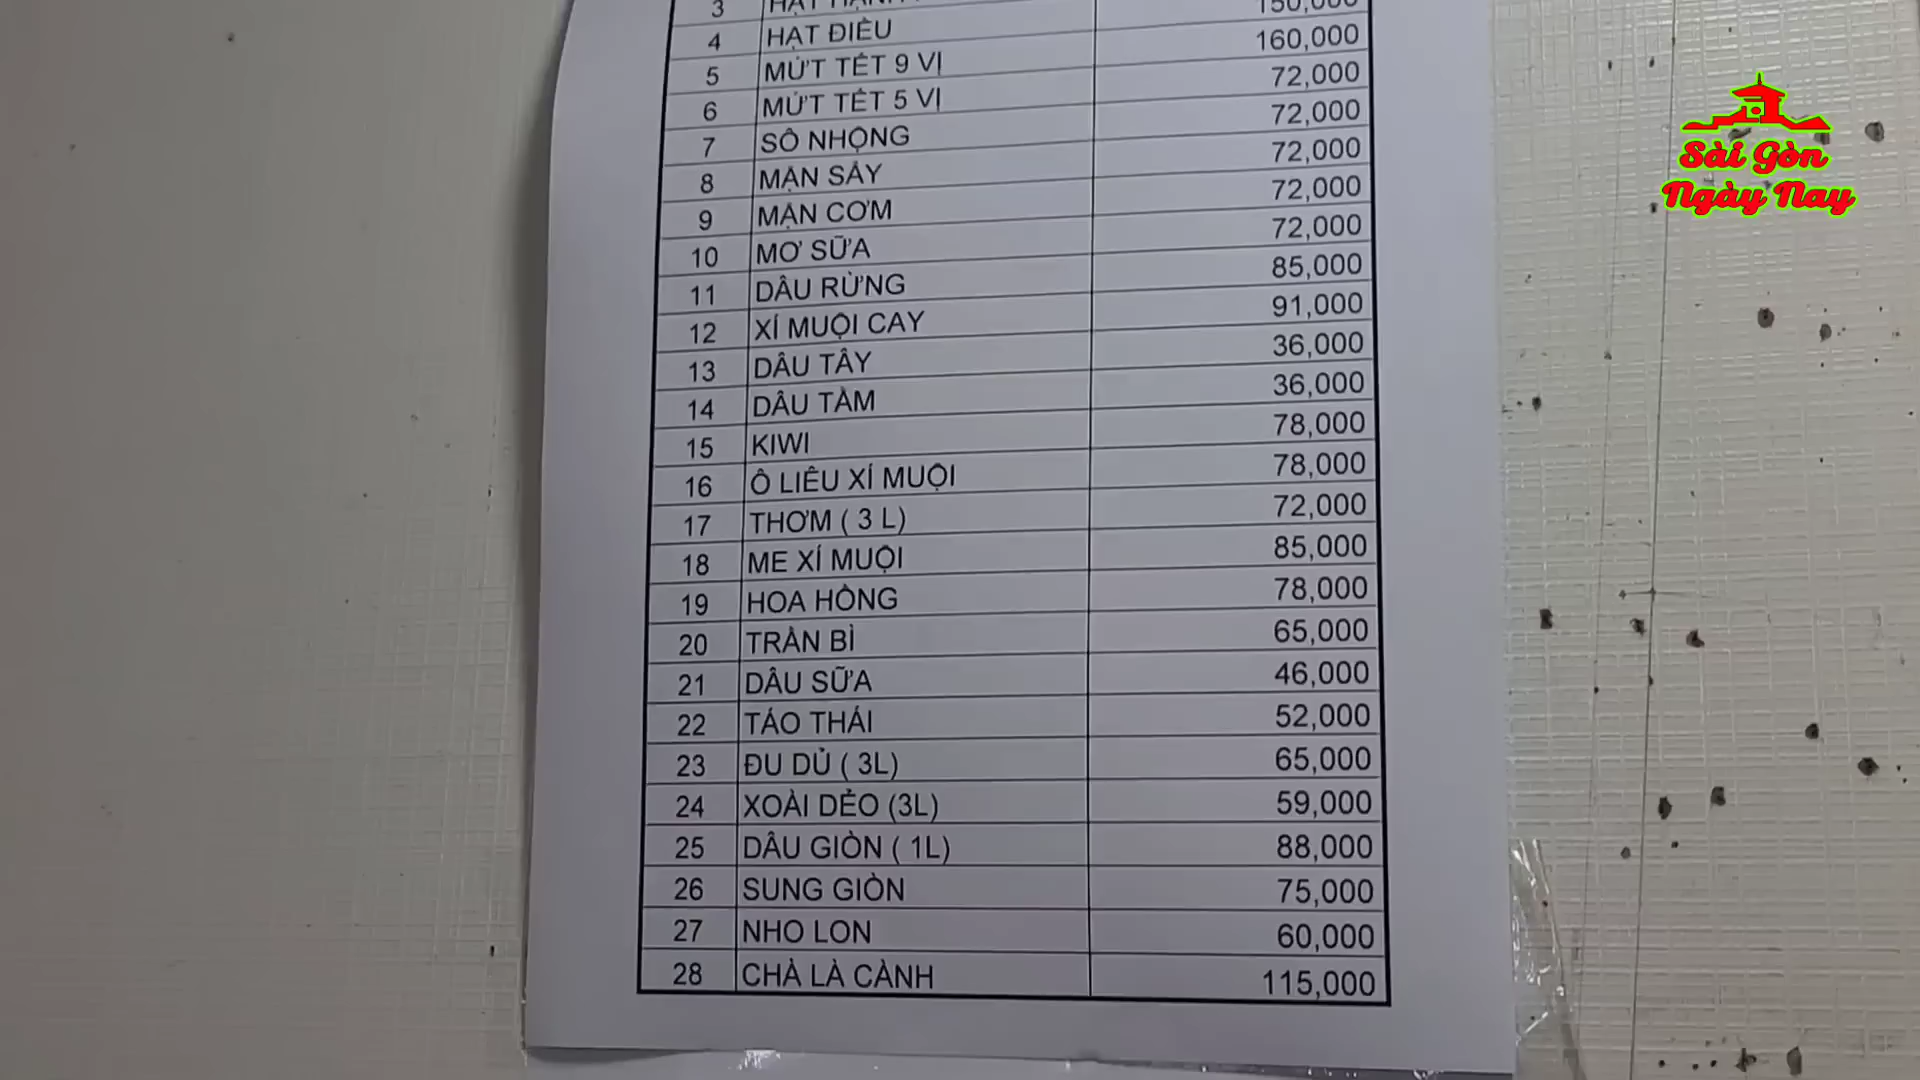 3
4 HẠT ĐIỀU 150,000
5 MỨT TẾT 9 VỊ 160,000
6 MỨT TẾT 5 VỊ 72,000
7 SÔ NHỘNG 72,000
8 MẬN SẤY 72,000
9 MẬN CƠM 72,000
10 MƠ SỮA 72,000
11 DÂU RỪNG 85,000
12 XÍ MUỘI CAY 91,000
13 DÂU TÂY 36,000
14 DÂU TẰM 36,000
15 KIWI 78,000
16 Ô LIÊU XÍ MUỘI 78,000
17 THƠM ( 3 L) 72,000
18 ME XÍ MUỘI 85,000
19 HOA HỒNG 78,000
20 TRẦN BÌ 65,000
21 DÂU SỮA 46,000
22 TÁO THÁI 52,000
23 ĐU DỦ ( 3L) 65,000
24 XOÀI DẺO (3L) 59,000
25 DÂU GIÒN ( 1L) 88,000
26 SUNG GIÒN 75,000
27 NHO LON 60,000
28 CHÀ LÀ CÀNH 115,000
Sài Gòn
Ngày Nay